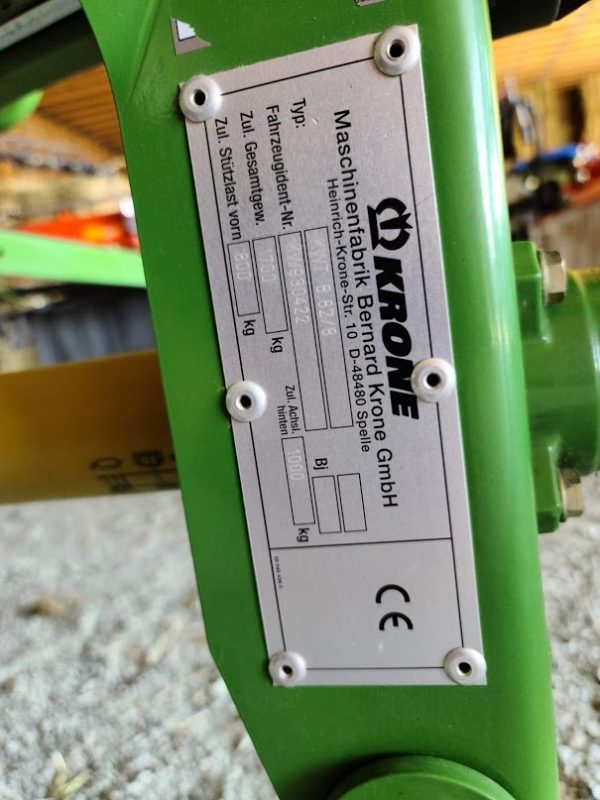 KRONE
Maschinenfabrik Bernard Krone GmbH
Heinrich-Krone-Str. 10 D-48480 Spelle
Typ: KWT 8.82/8
Bj
Fahrzeugident-Nr.
Zul. Gesamtgew. kg
Zul. Achsl. hinten 1000 kg
Zul. Stützlast vorn kg
CE